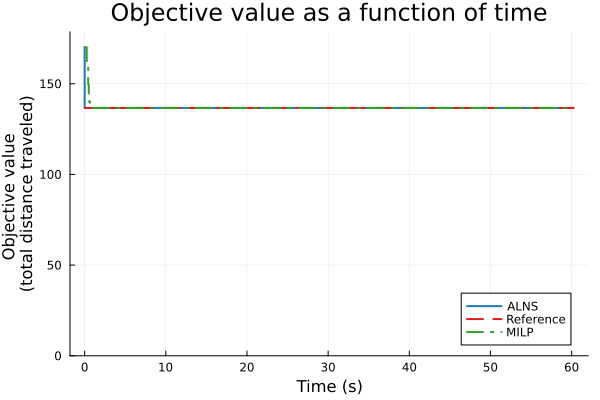 Objective value as a function of time
Objective value
(total distance traveled)
150
100
50
0
0 10 20 30 40 50 60
Time (s)
ALNS
Reference
MILP